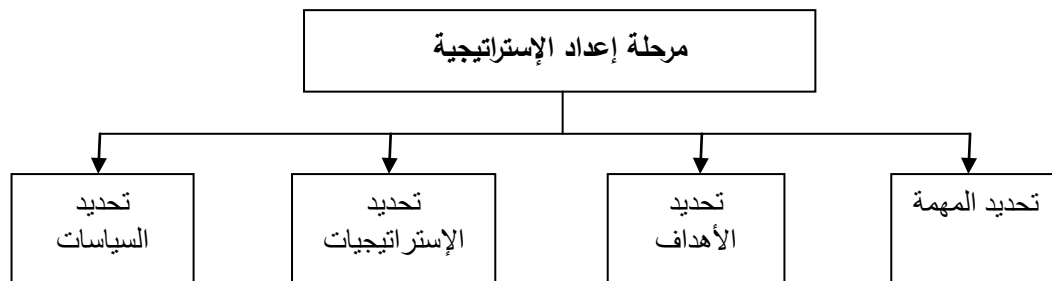 مرحلة إعداد الإستراتيجية
تحديد المهمة
تحديد
الأهداف
تحديد
الإستراتيجيات
تحديد
السياسات